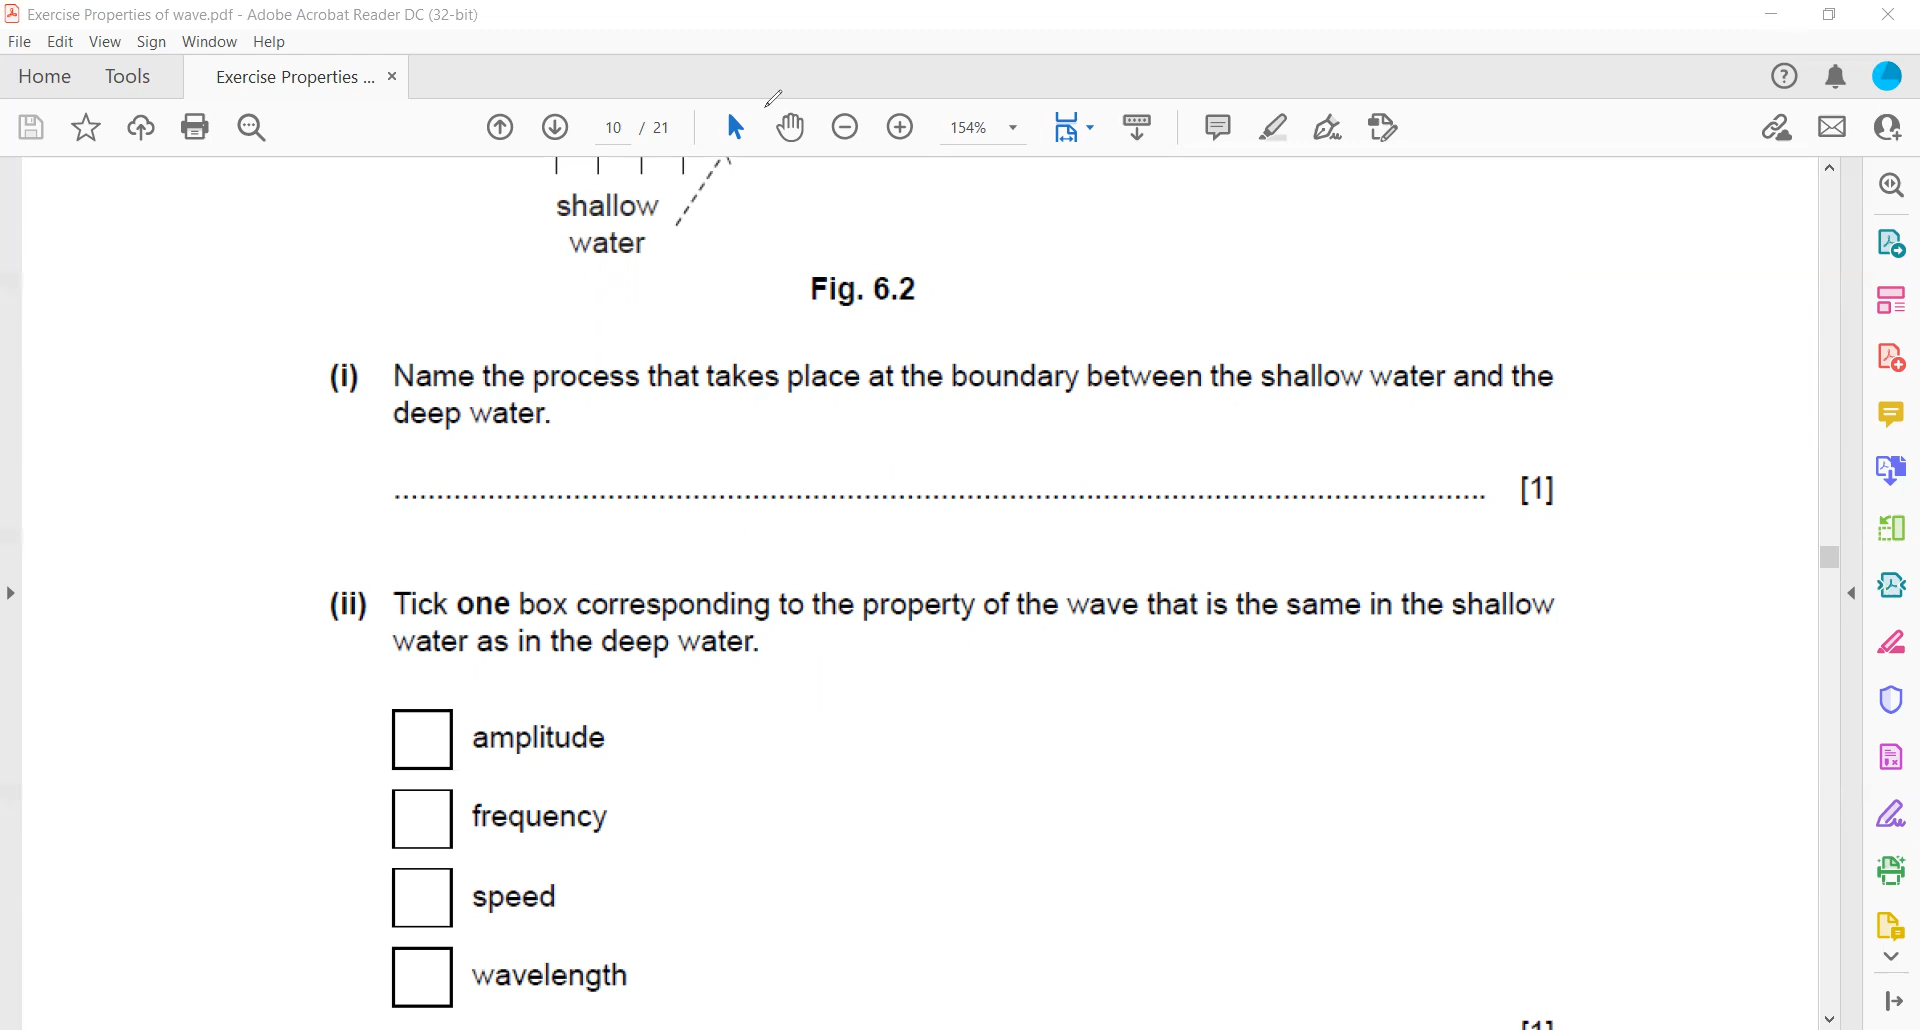 Exercise Properties of wave.pdf - Adobe Acrobat Reader DC (32-bit)
File Edit View Sign Window Help
Home Tools Exercise Properties ... ×
10 / 21 154%
shallow
water
Fig. 6.2
(i) Name the process that takes place at the boundary between the shallow water and the
deep water.
.................................................................................................................................. [1]
(ii) Tick one box corresponding to the property of the wave that is the same in the shallow
water as in the deep water.
amplitude
frequency
speed
wavelength
[1]